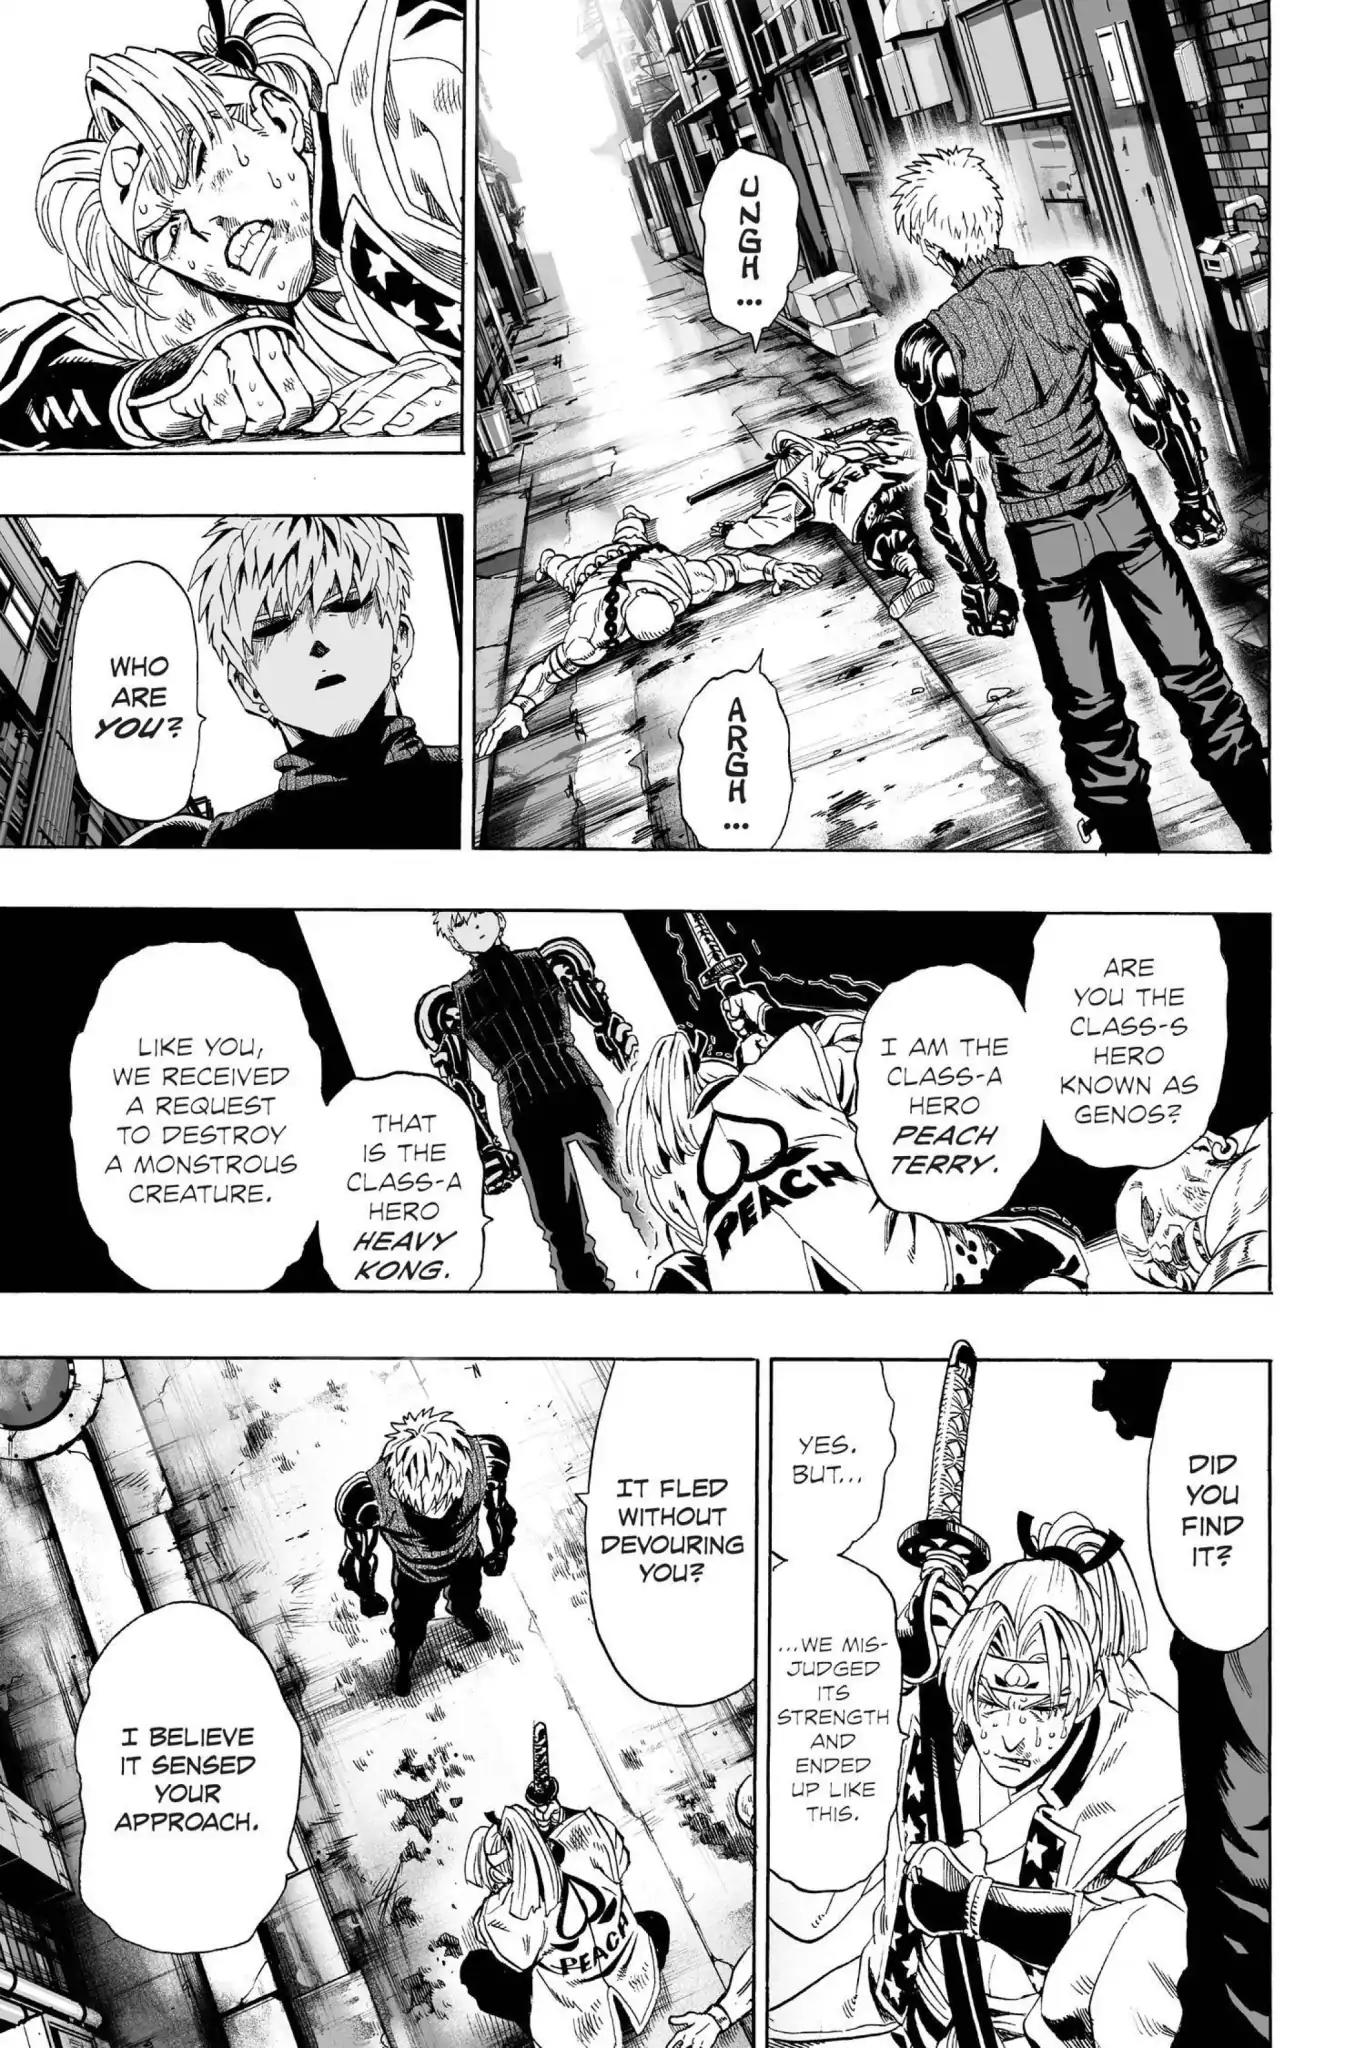 UNGH
...
ARGH
...
WHO
ARE
YOU?
ARE
YOU THE
CLASS-S
HERO
KNOWN AS
GENOS?
I AM THE
CLASS-A
HERO
PEACH
TERRY.
THAT
IS THE
CLASS-A
HERO
HEAVY
KONG.
LIKE YOU,
WE RECEIVED
A REQUEST
TO DESTROY
A MONSTROUS
CREATURE.
PEACH
DID
YOU
FIND
IT?
YES.
BUT...
...WE MIS-
JUDGED
ITS
STRENGTH
AND
ENDED
UP LIKE
THIS.
IT FLED
WITHOUT
DEVOURING
YOU?
I BELIEVE
IT SENSED
YOUR
APPROACH.
PEACH